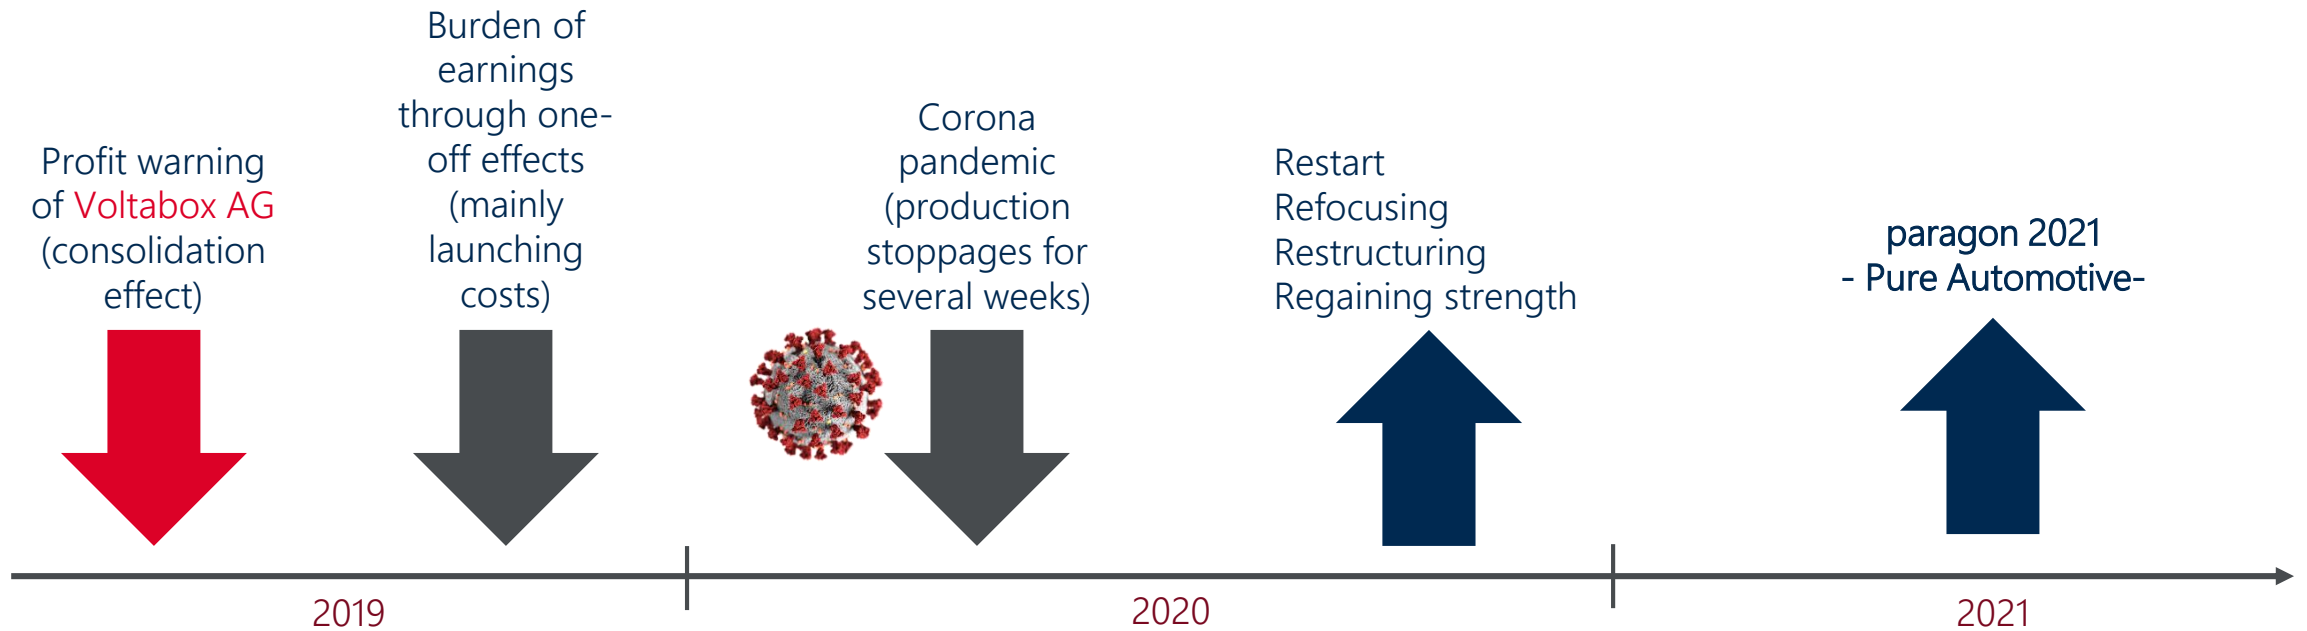 Profit warning
of Voltabox AG
(consolidation
effect)
Burden of
earnings
through one-
off effects
(mainly
launching
costs)
Corona
pandemic
(production
stoppages for
several weeks)
Restart
Refocusing
Restructuring
Regaining strength
paragon 2021
- Pure Automotive-
2019
2020
2021